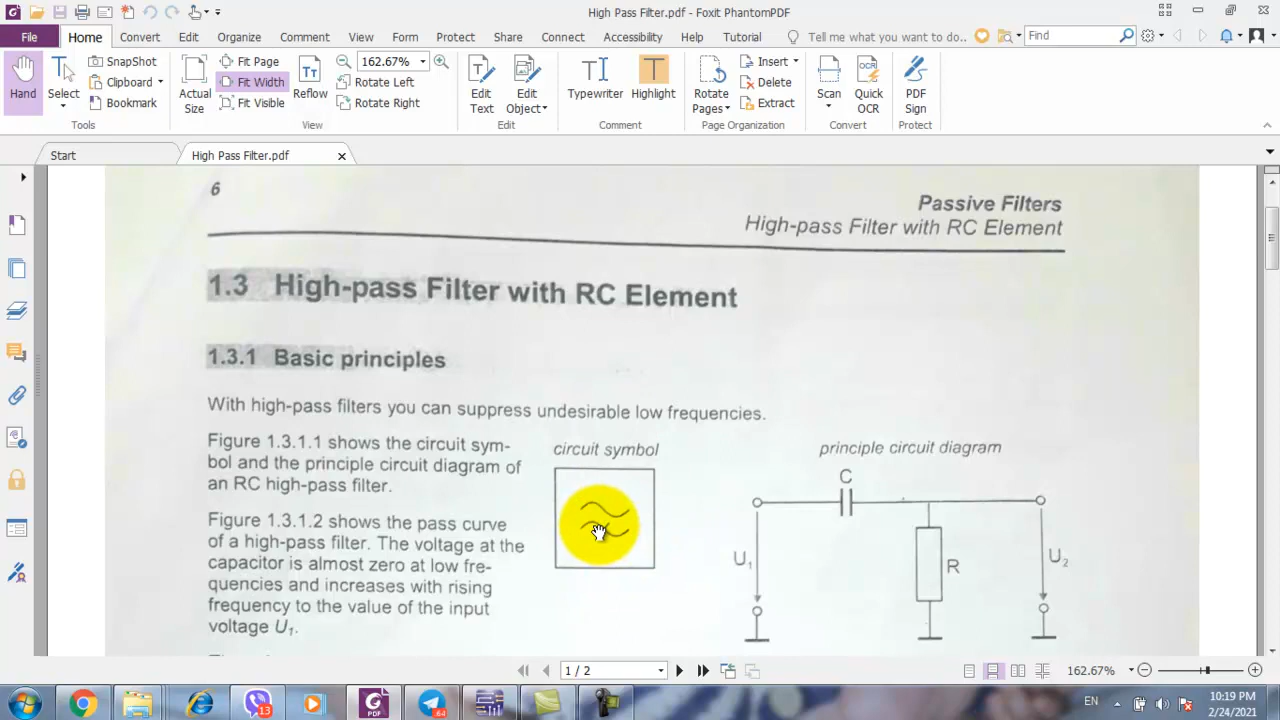 High Pass Filter.pdf - Foxit PhantomPDF
File Home Convert Edit Organize Comment View Form Protect Share Connect Accessibility Help Tutorial Tell me what you want to do.. Find
Hand
Select
SnapShot
Clipboard
Bookmark
Tools
Actual
Size
Fit Page
Fit Width
Fit Visible
Reflow
162.67%
Rotate Left
Rotate Right
View
Edit
Text
Edit
Object
Edit
Typewriter
Highlight
Comment
Rotate
Pages
Insert
Delete
Extract
Page Organization
Scan
Quick
OCR
Convert
PDF
Sign
Protect
Start
High Pass Filter.pdf
6
Passive Filters
High-pass Filter with RC Element
1.3 High-pass Filter with RC Element
1.3.1 Basic principles
With high-pass filters you can suppress undesirable low frequencies.
Figure 1.3.1.1 shows the circuit sym-
bol and the principle circuit diagram of
an RC high-pass filter.
Figure 1.3.1.2 shows the pass curve
of a high-pass filter. The voltage at the
capacitor is almost zero at low fre-
quencies and increases with rising
frequency to the value of the input
voltage U₁.
circuit symbol
principle circuit diagram
C
U₁
R
U₂
1 / 2
162.67%
13
64
PDF
EN
10:19 PM
2/24/2021